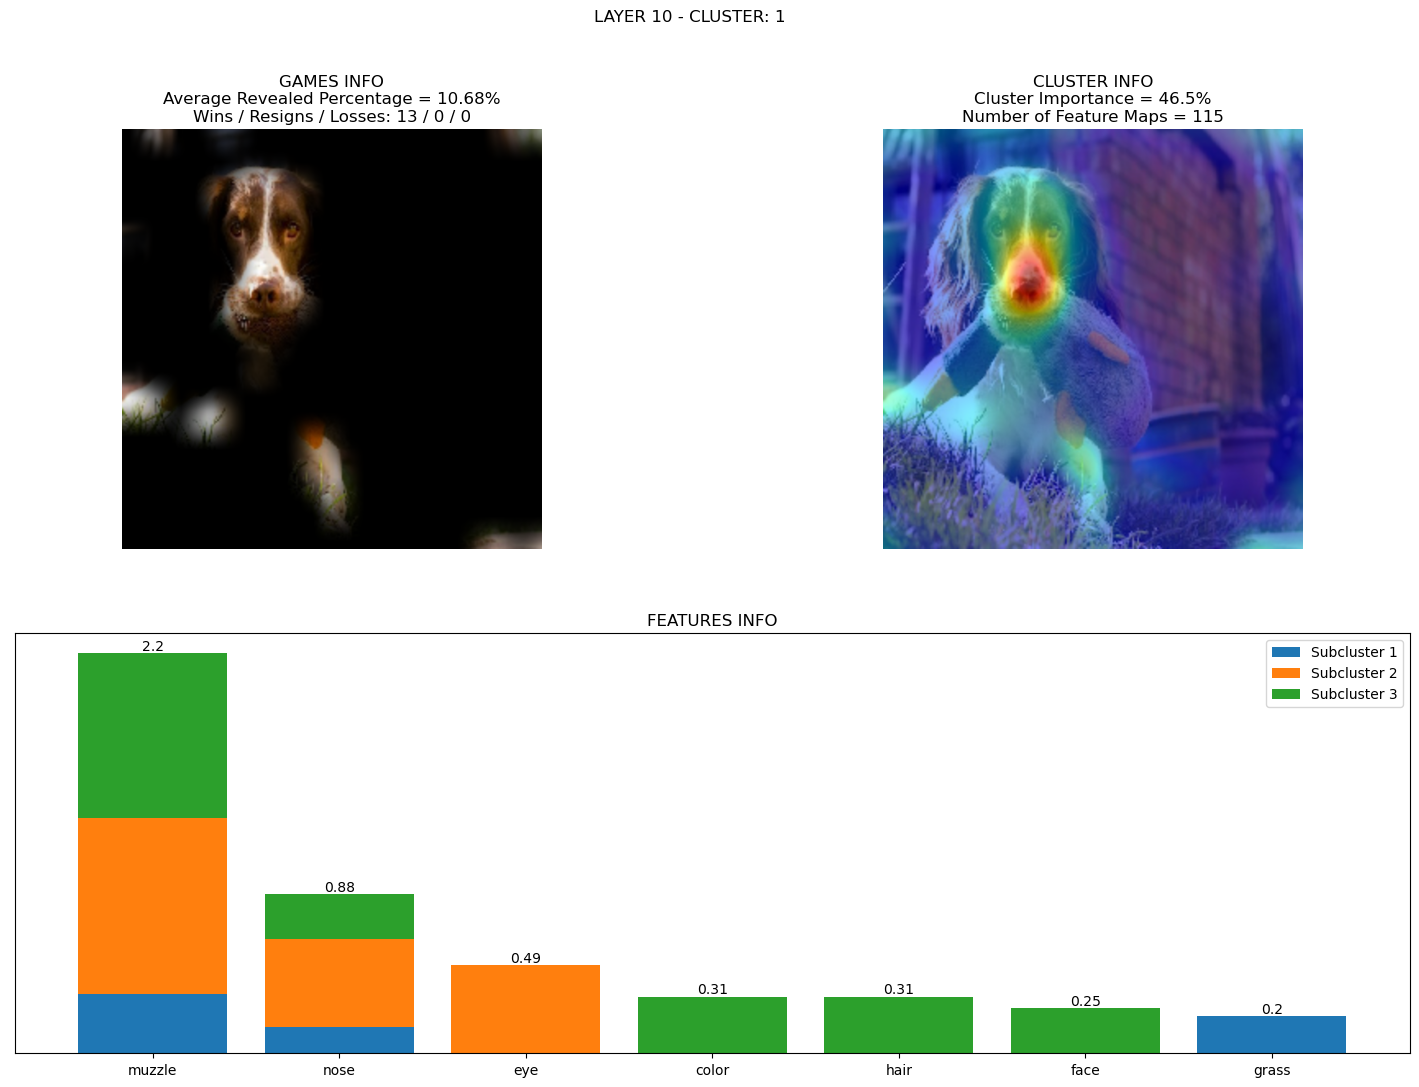 LAYER 10 - CLUSTER: 1
GAMES INFO
Average Revealed Percentage = 10.68%
Wins / Resigns / Losses: 13 / 0 / 0
CLUSTER INFO
Cluster Importance = 46.5%
Number of Feature Maps = 115
FEATURES INFO
Subcluster 1
Subcluster 2
Subcluster 3
2.2
0.88
0.49
0.31
0.31
0.25
0.2
muzzle
nose
eye
color
hair
face
grass